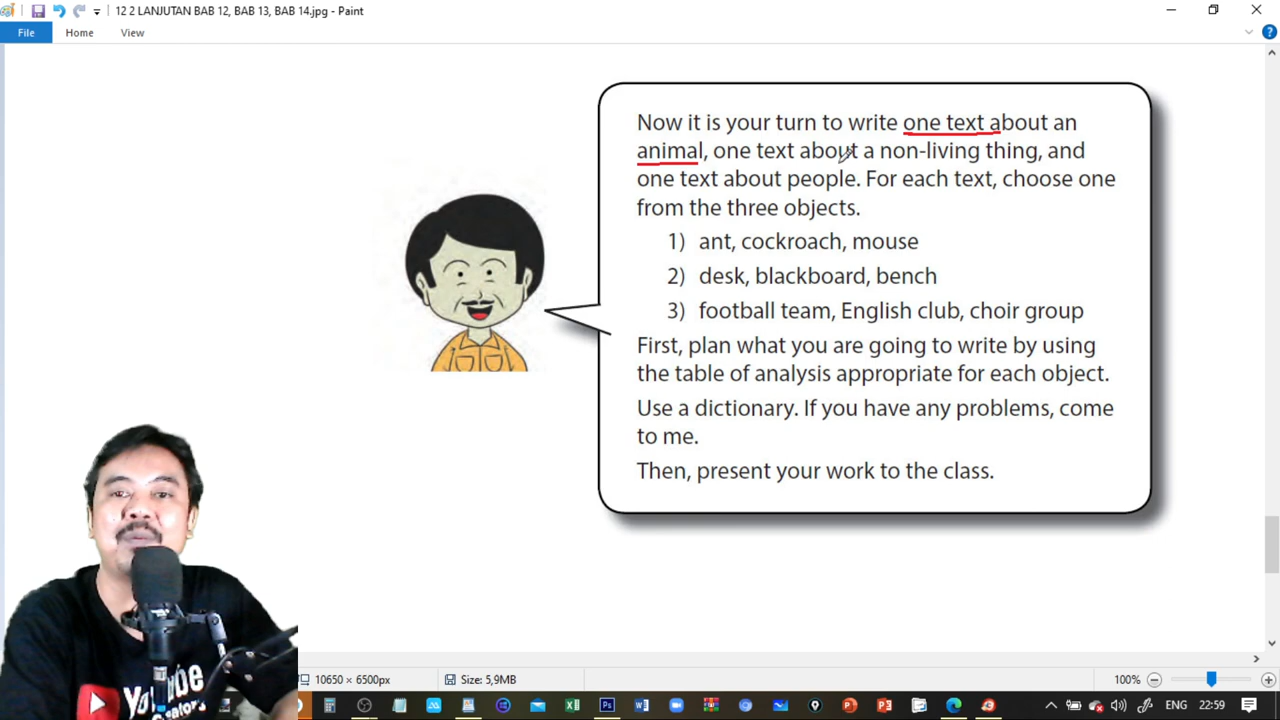 12 2 LANJUTAN BAB 12, BAB 13, BAB 14.jpg - Paint
File Home View
Now it is your turn to write one text about an
animal, one text about a non-living thing, and
one text about people. For each text, choose one
from the three objects.
1) ant, cockroach, mouse
2) desk, blackboard, bench
3) football team, English club, choir group
First, plan what you are going to write by using
the table of analysis appropriate for each object.
Use a dictionary. If you have any problems, come
to me.
Then, present your work to the class.
YouTube
Creators
10650 × 6500px Size: 5,9MB 100%
ENG 22:59